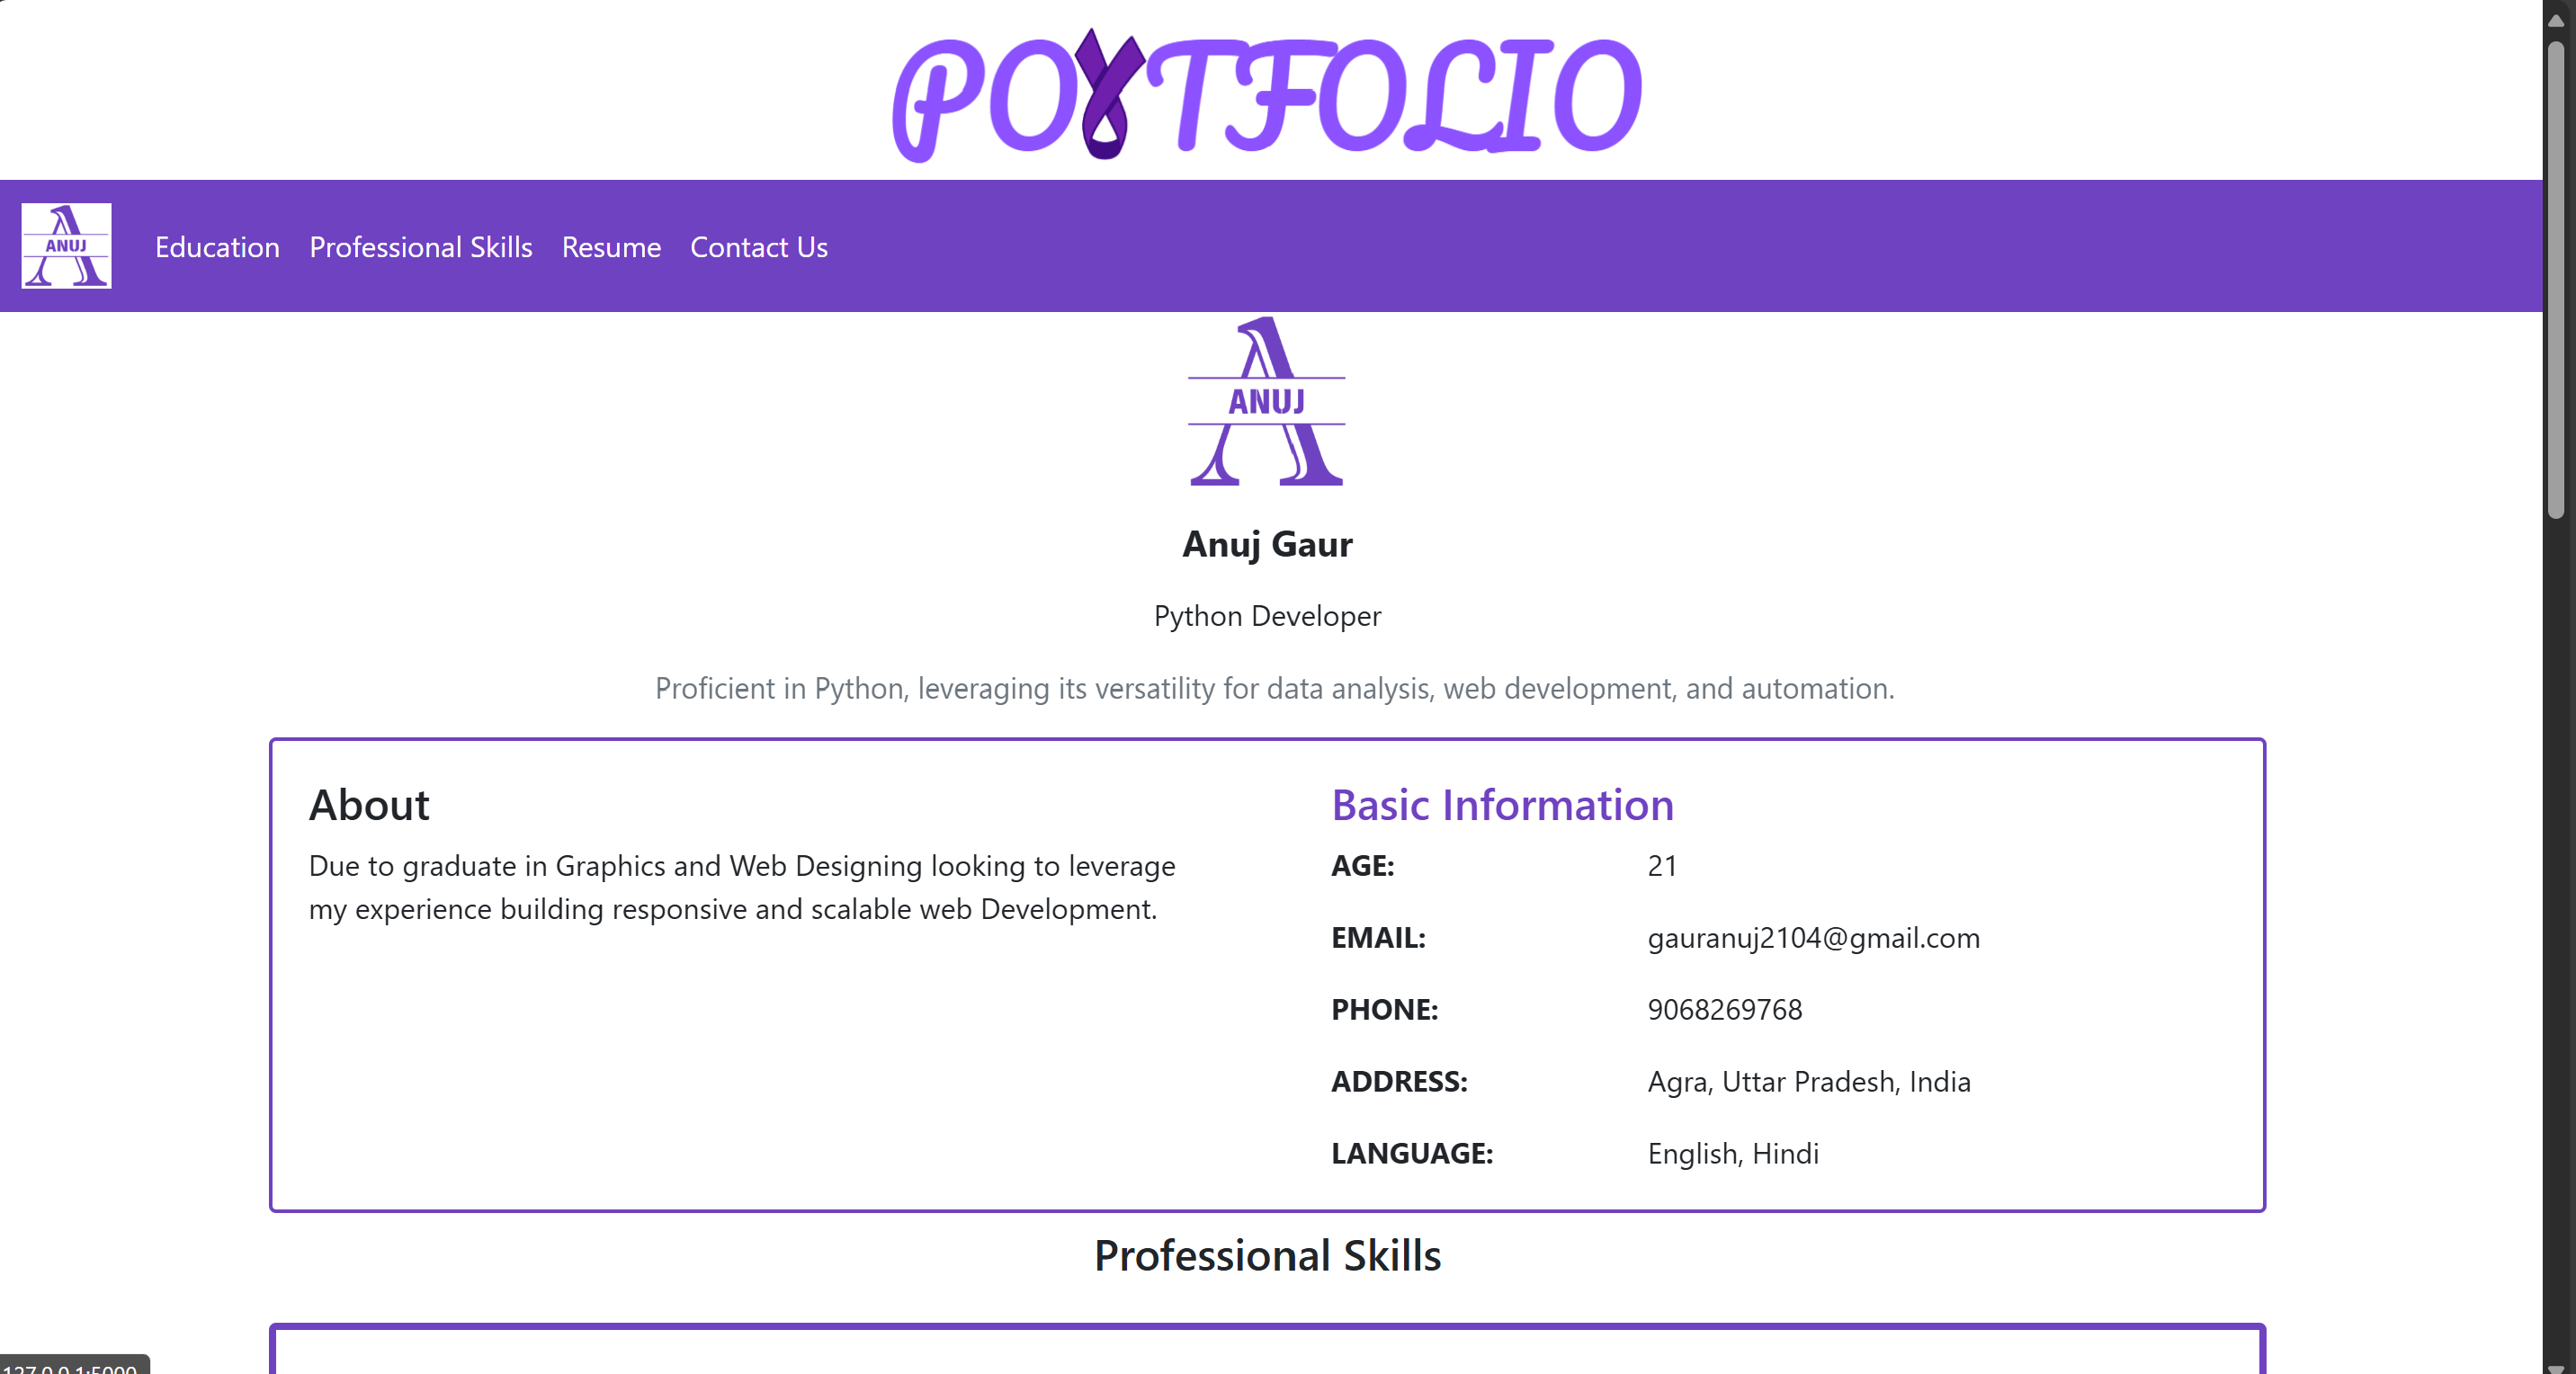 PORTFOLIO
ANUJ
Education Professional Skills Resume Contact Us
ANUJ
Anuj Gaur
Python Developer
Proficient in Python, leveraging its versatility for data analysis, web development, and automation.
About
Due to graduate in Graphics and Web Designing looking to leverage
my experience building responsive and scalable web Development.
Basic Information
AGE: 21
EMAIL: gauranuj2104@gmail.com
PHONE: 9068269768
ADDRESS: Agra, Uttar Pradesh, India
LANGUAGE: English, Hindi
Professional Skills
127.0.0.1:5000